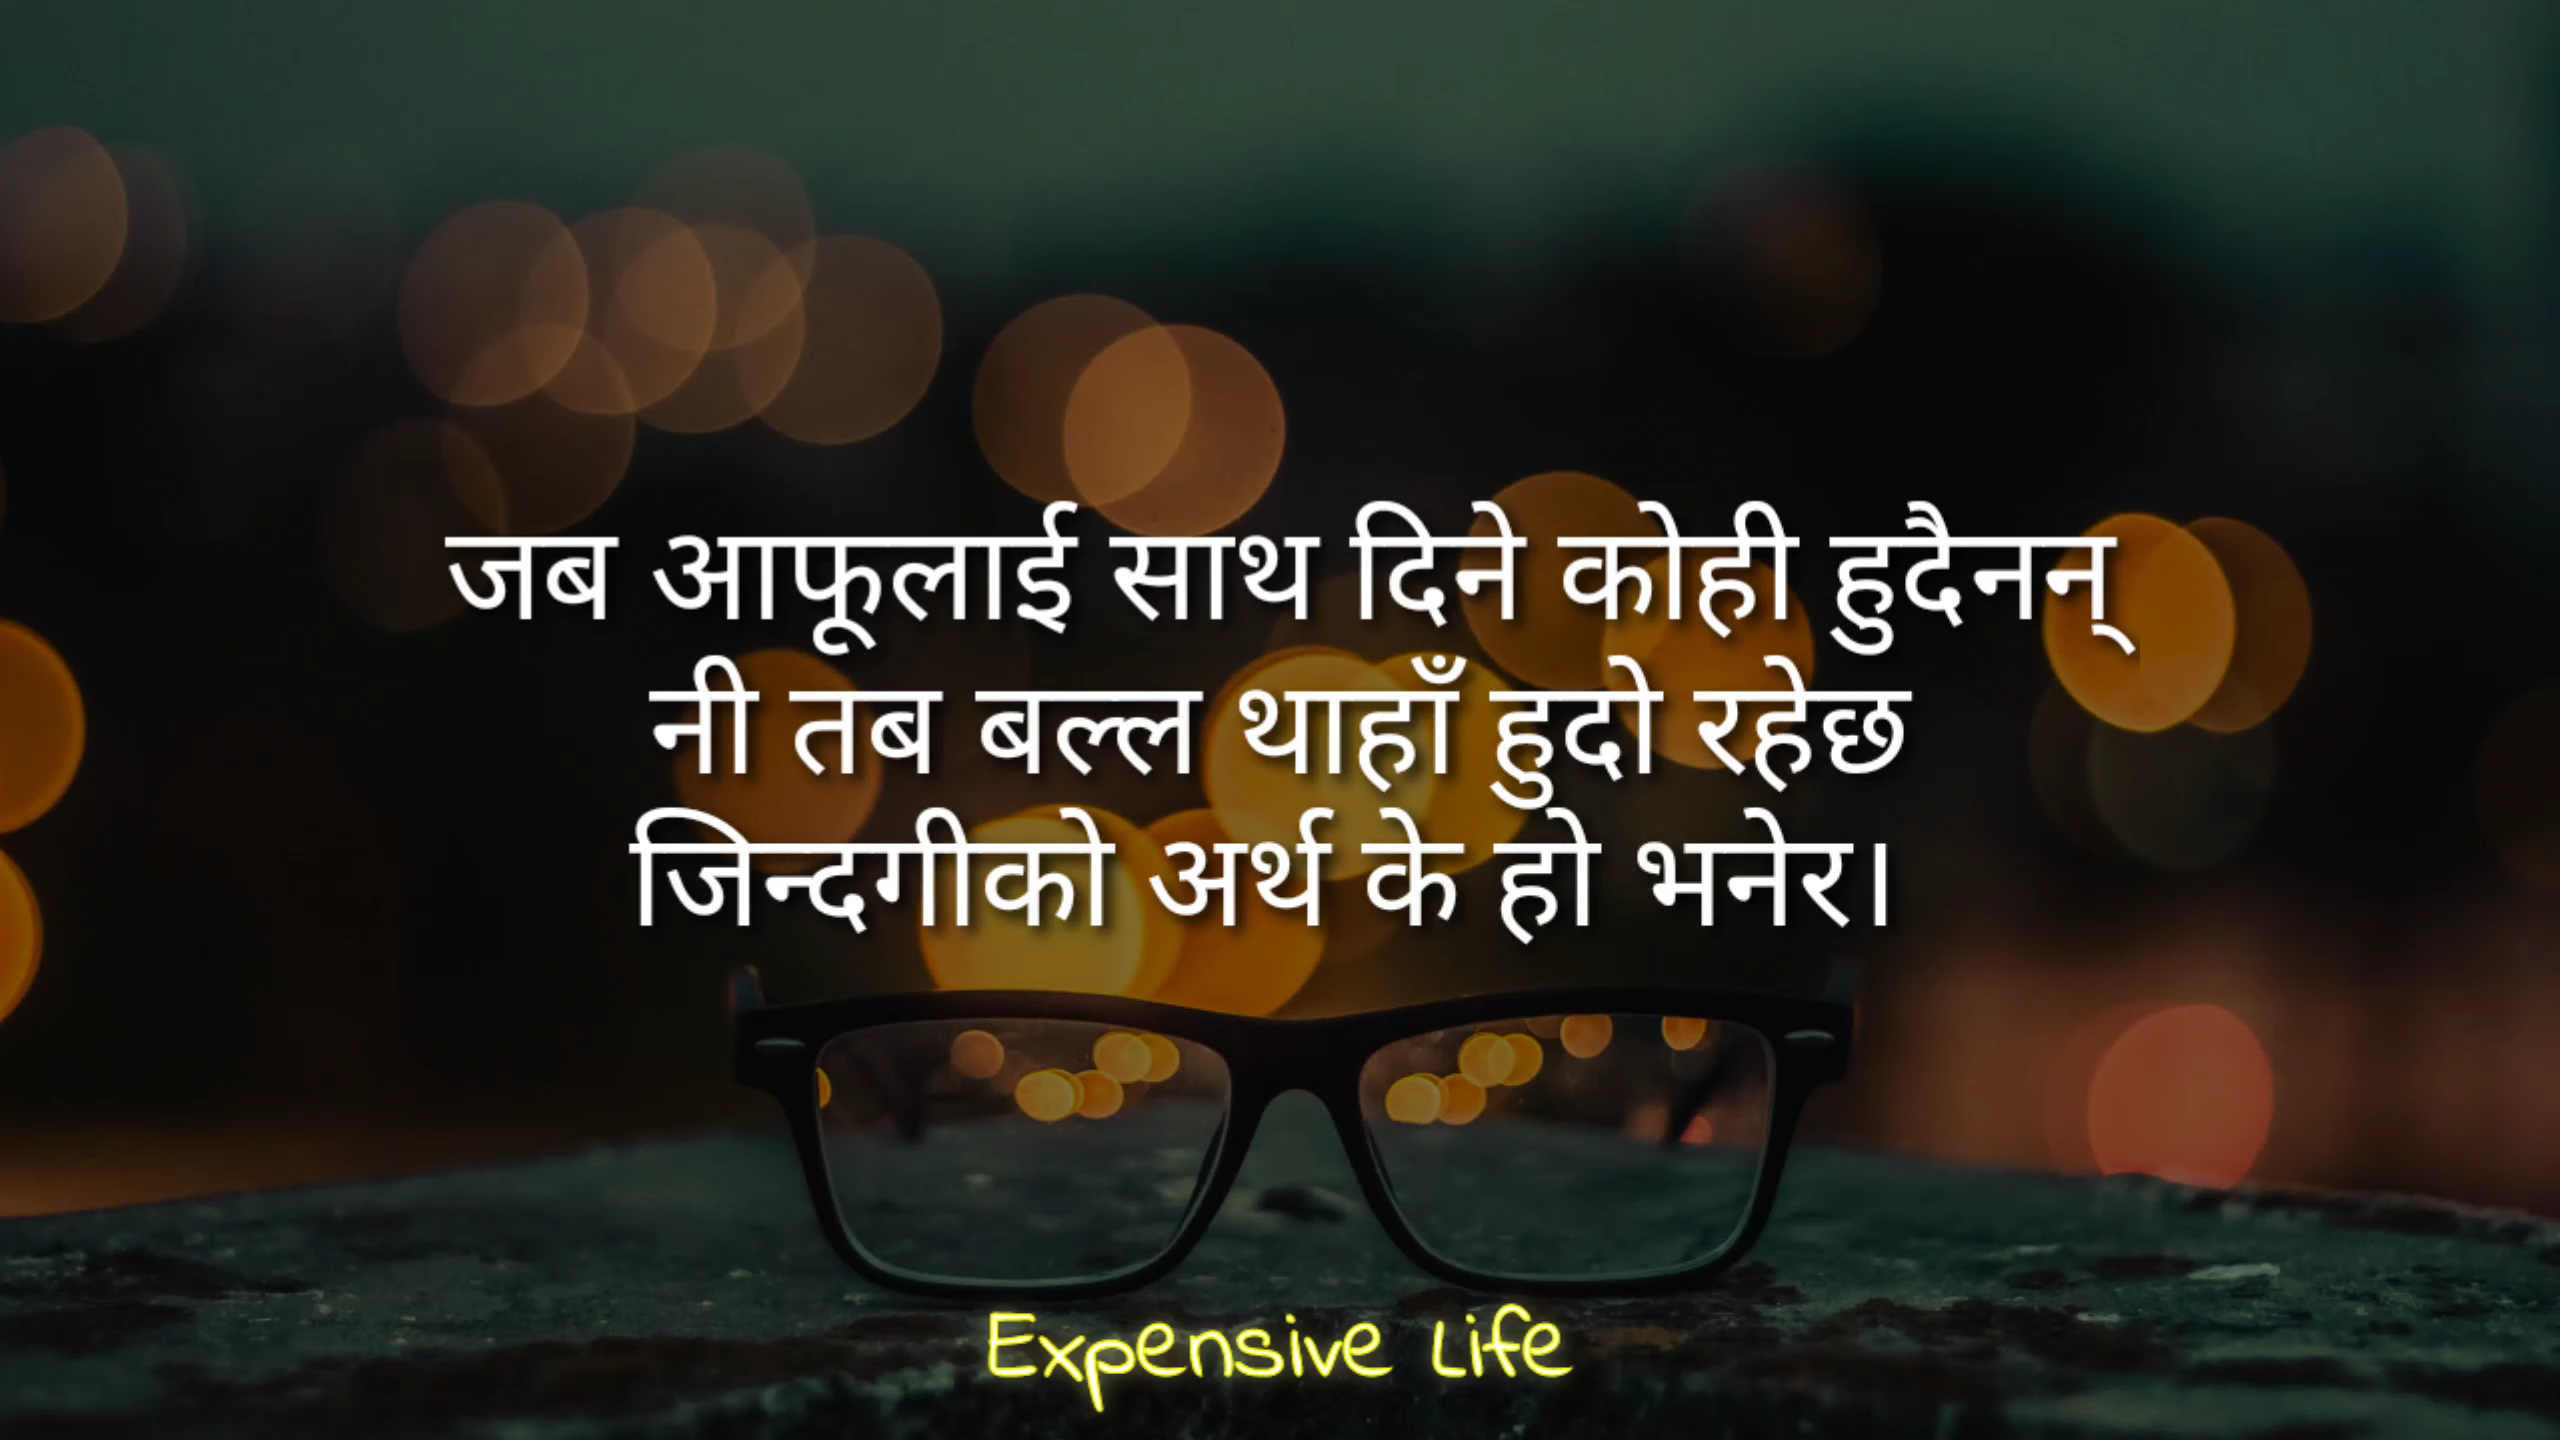 जब आफूलाई साथ दिने कोही हुदैनन्
नी तब बल्ल थाहाँ हुदो रहेछ
जिन्दगीको अर्थ के हो भनेर।
Expensive Life